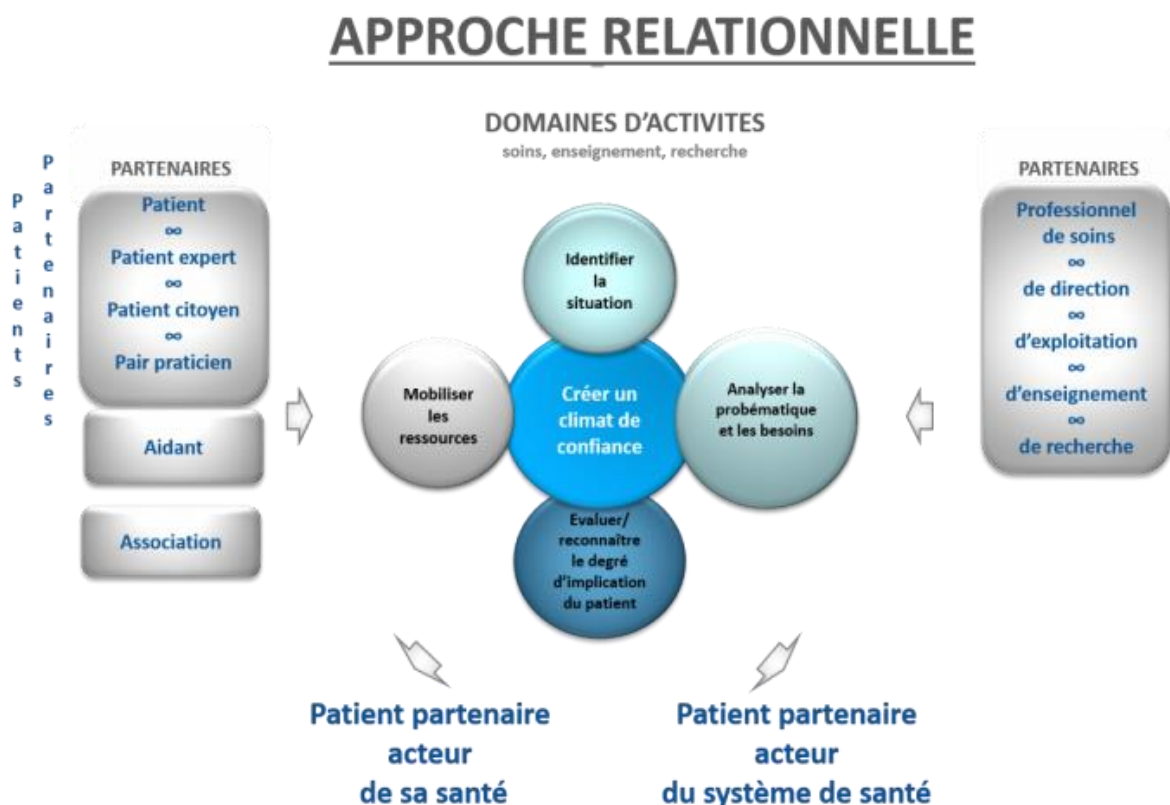 APPROCHE RELATIONNELLE
DOMAINES D'ACTIVITES
soins, enseignement, recherche
Patients
Partenaires
PARTENAIRES
Patient
∞
Patient expert
∞
Patient citoyen
∞
Pair praticien
Aidant
Association
Identifier
la
situation
Mobiliser
les
ressources
Créer un
climat de
confiance
Analyser la
probématique
et les besoins
Evaluer/
reconnaître
le degré
d'implication
du patient
PARTENAIRES
Professionnel
de soins
∞
de direction
∞
d'exploitation
∞
d'enseignement
∞
de recherche
Patient partenaire
acteur
de sa santé
Patient partenaire
acteur
du système de santé